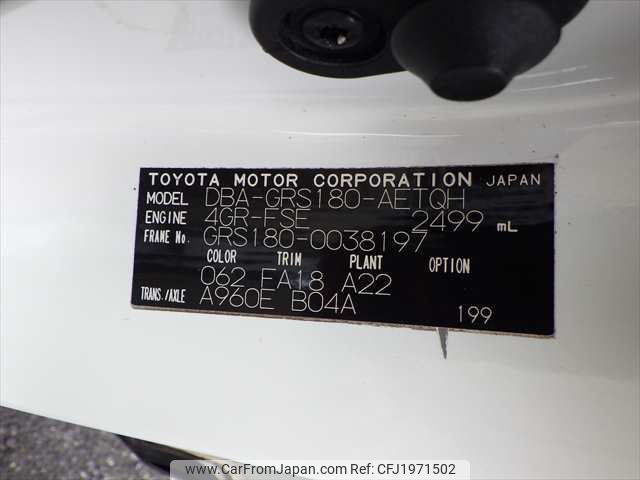 TOYOTA MOTOR CORPORATION JAPAN
MODEL DBA-GRS180-AETQH
ENGINE 4GR-FSE 2499 mL
FRAME No. GRS180-0038197
COLOR TRIM PLANT OPTION
062 FA18 A22
TRANS./AXLE A960E B04A
199
www.CarFromJapan.com - CFJ1971502